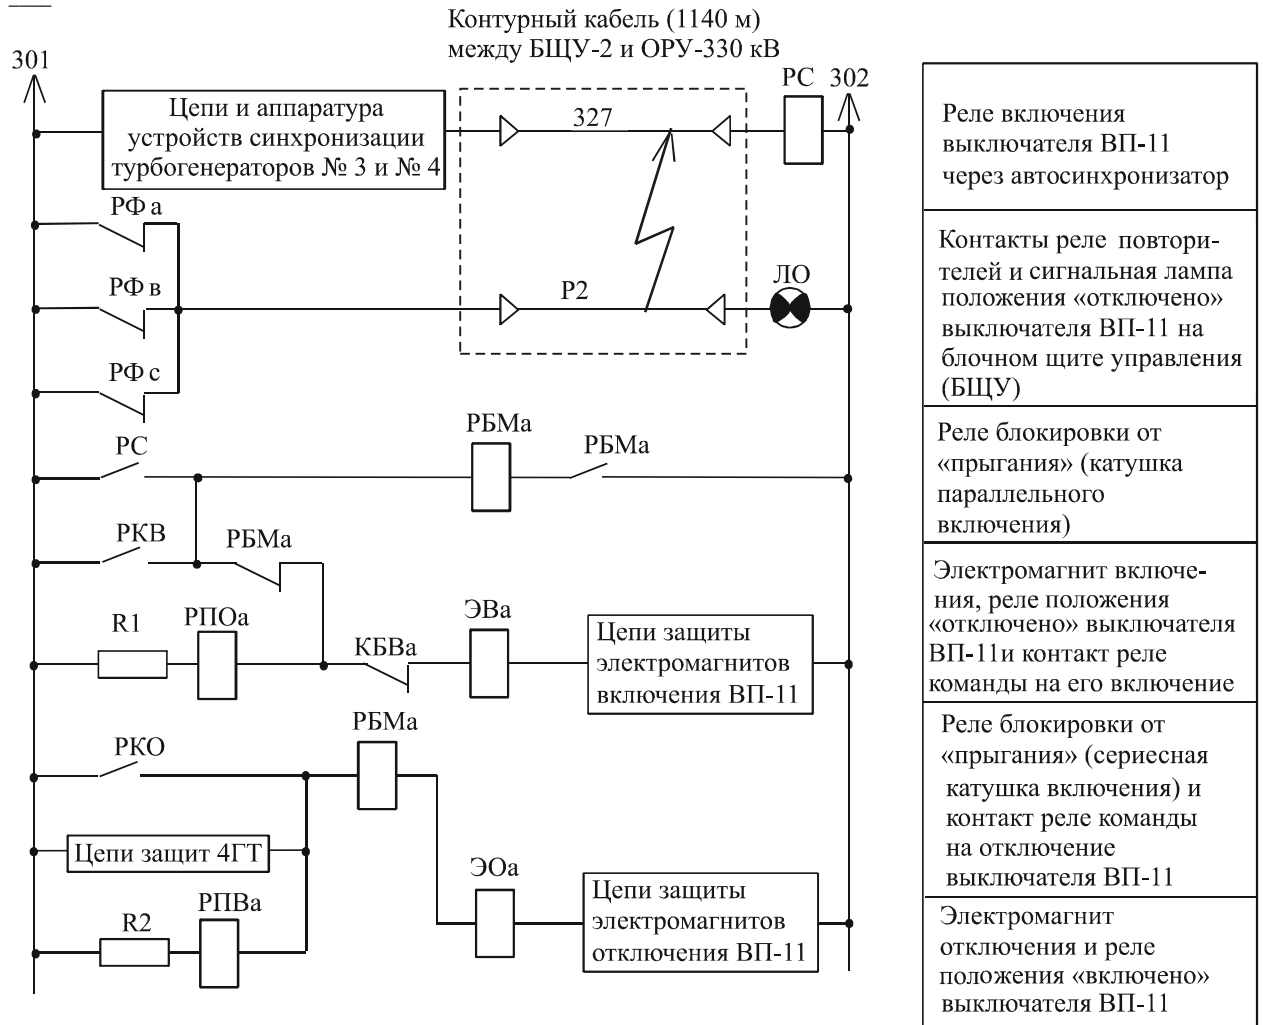 Контурный кабель (1140 м)
между БЩУ-2 и ОРУ-330 кВ
301
РС
302
Цепи и аппаратура
устройств синхронизации
турбогенераторов № 3 и № 4
327
РФ а
РФ в
Р2
ЛО
РФ с
РС
РБМа
РБМа
РКВ
РБМа
R1
РПОа
КБВа
ЭВа
Цепи защиты
электромагнитов
включения ВП-11
РКО
РБМа
Цепи защит 4ГТ
R2
РПВа
ЭОа
Цепи защиты
электромагнитов
отключения ВП-11
Реле включения
выключателя ВП-11
через автосинхронизатор
Контакты реле повтори-
телей и сигнальная лампа
положения «отключено»
выключателя ВП-11 на
блочном щите управления
(БЩУ)
Реле блокировки от
«прыгания» (катушка
параллельного
включения)
Электромагнит включе-
ния, реле положения
«отключено» выключателя
ВП-11и контакт реле
команды на его включение
Реле блокировки от
«прыгания» (сериесная
катушка включения) и
контакт реле команды
на отключение
выключателя ВП-11
Электромагнит
отключения и реле
положения «включено»
выключателя ВП-11